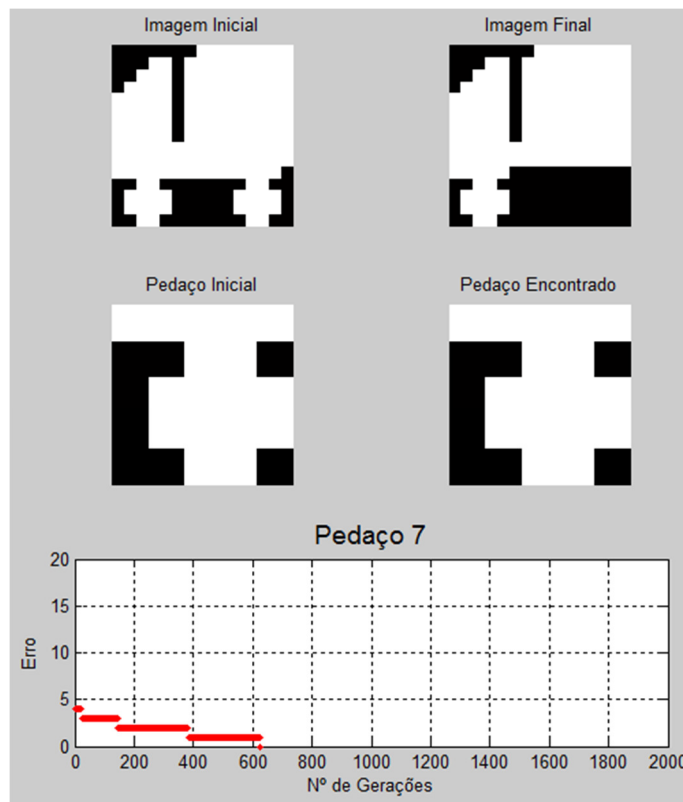 Imagem Inicial
Imagem Final
Pedaço Inicial
Pedaço Encontrado
Pedaço 7
20
15
10
5
0
Erro
0 200 400 600 800 1000 1200 1400 1600 1800 2000
Nº de Gerações